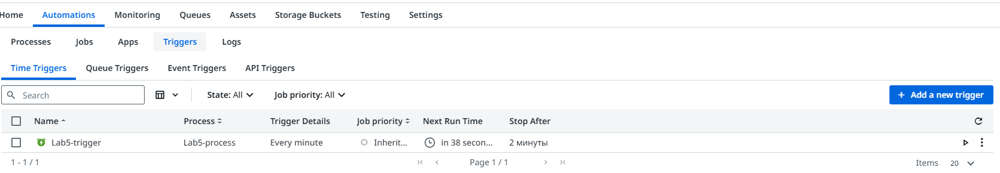 Home Automations Monitoring Queues Assets Storage Buckets Testing Settings
Processes Jobs Apps Triggers Logs
Time Triggers Queue Triggers Event Triggers API Triggers
Search State: All Job priority: All + Add a new trigger
Name Process Trigger Details Job priority Next Run Time Stop After
Lab5-trigger Lab5-process Every minute Inherit... in 38 secon... 2 минуты
1 - 1 / 1 Page 1 / 1 Items 20